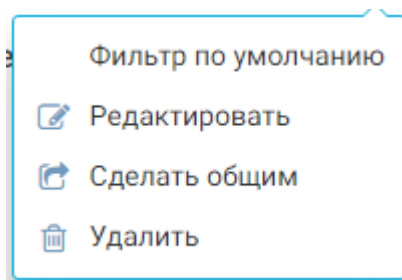 Фильтр по умолчанию
Редактировать
Сделать общим
Удалить